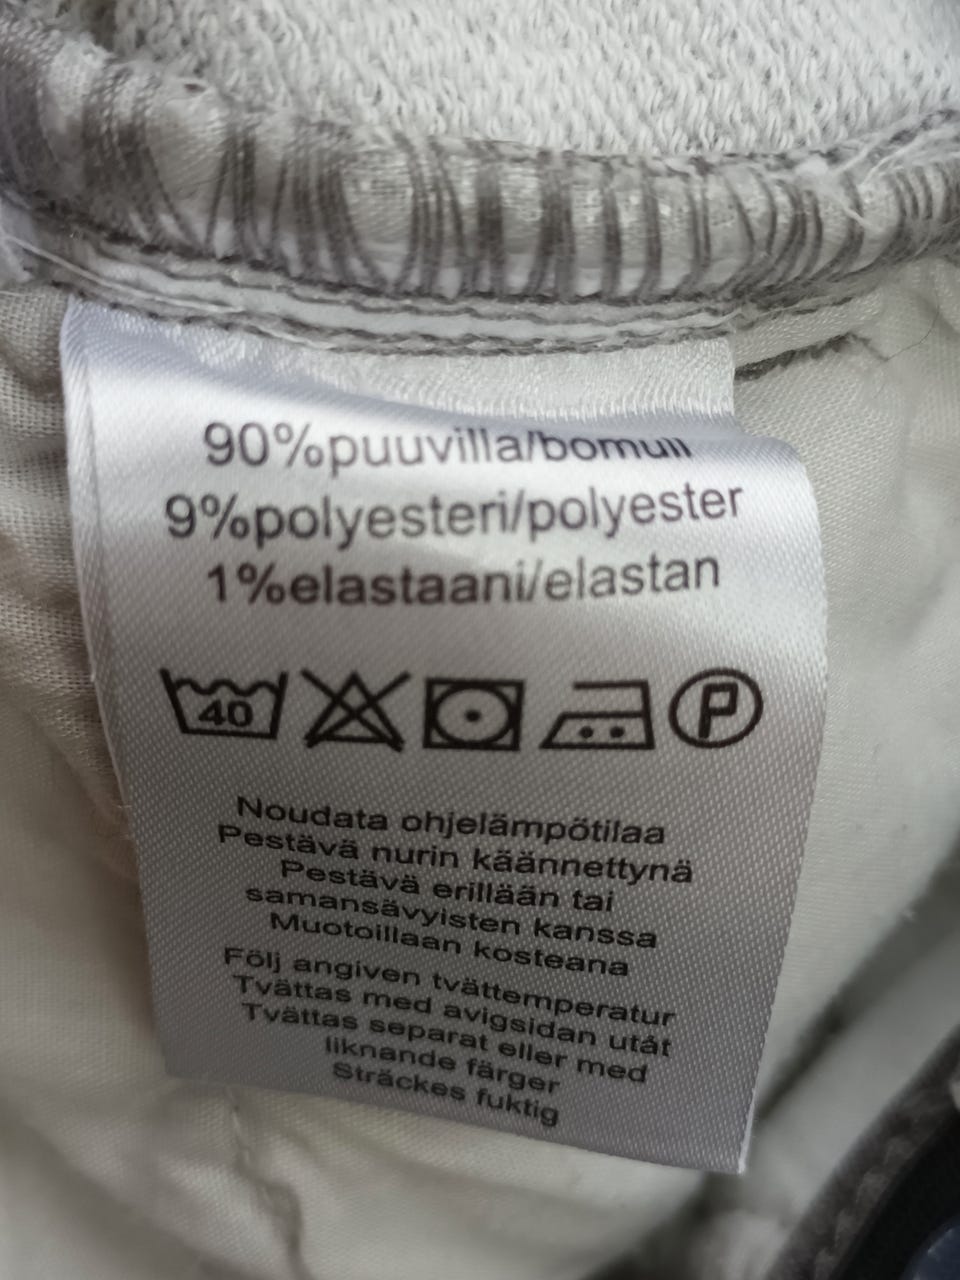 90%puuvilla/bomull
9%polyesteri/polyester
1%elastaani/elastan
40 P
Noudata ohjelämpötilaa
Pestävä nurin käännettynä
Pestävä erillään tai
samansävyisten kanssa
Muotoillaan kosteana
Följ angiven tvättemperatur
Tvättas med avigsidan utåt
Tvättas separat eller med
liknande färger
Sträckes fuktig